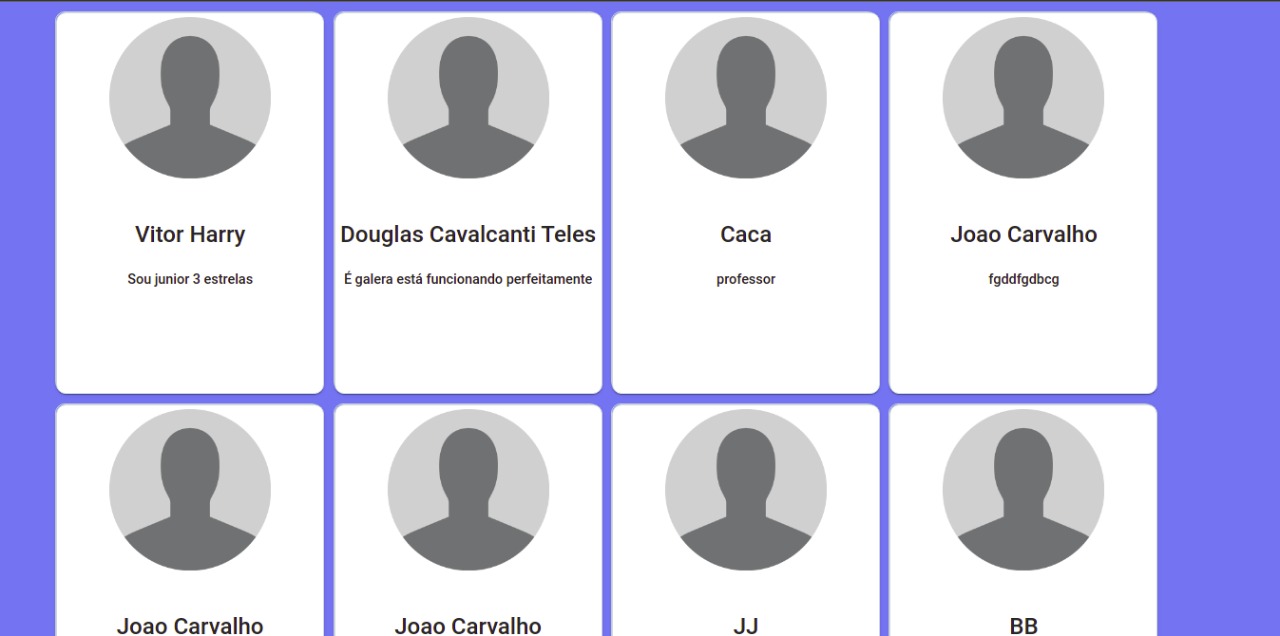 Vitor Harry
Sou junior 3 estrelas
Douglas Cavalcanti Teles
É galera está funcionando perfeitamente
Caca
professor
Joao Carvalho
fgddfgdbcg
Joao Carvalho
Joao Carvalho
JJ
BB